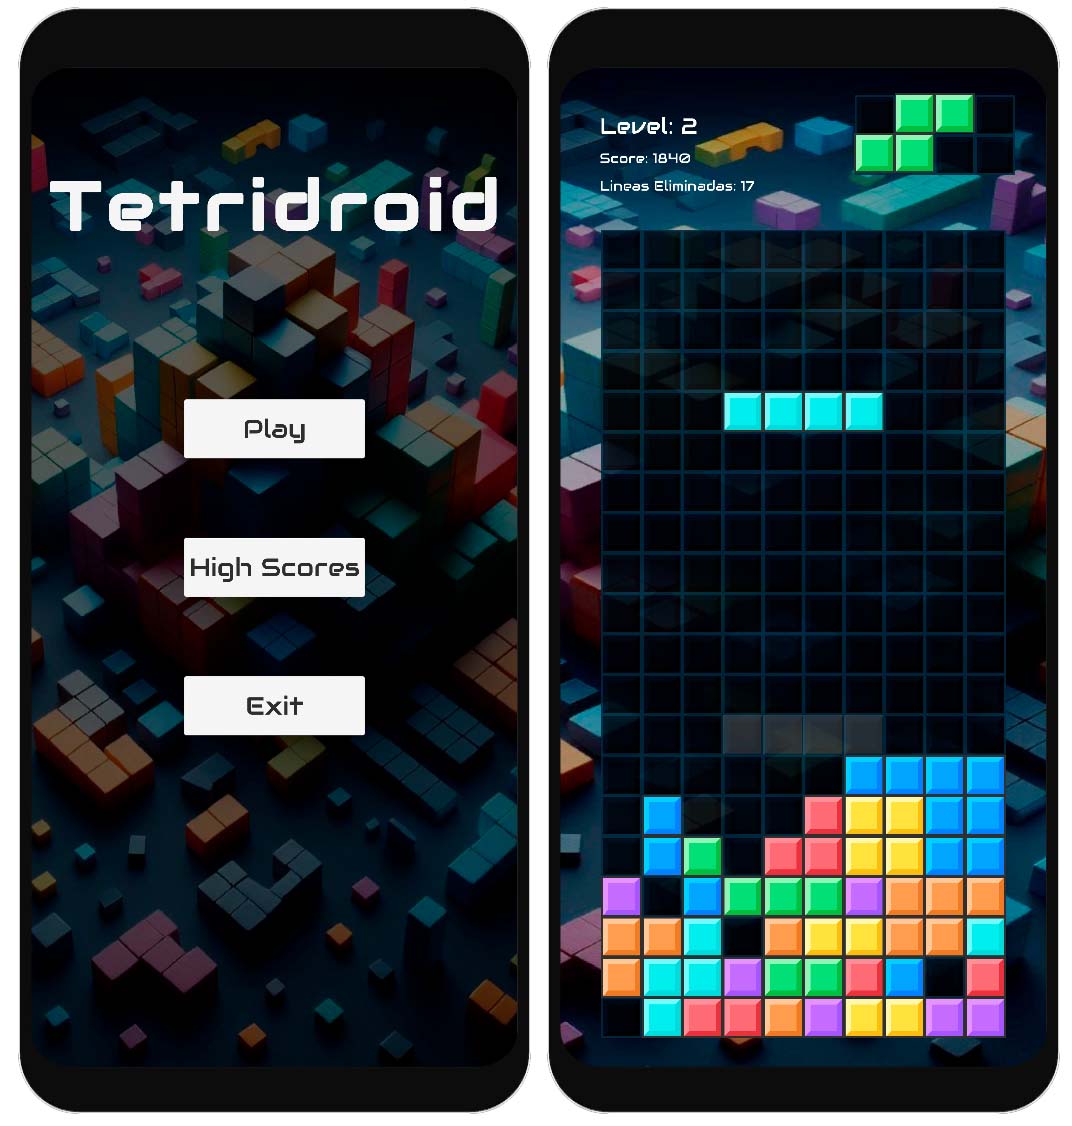 Tetridroid
Play
High Scores
Exit
Level: 2
Score: 1840
Lineas Eliminadas: 17